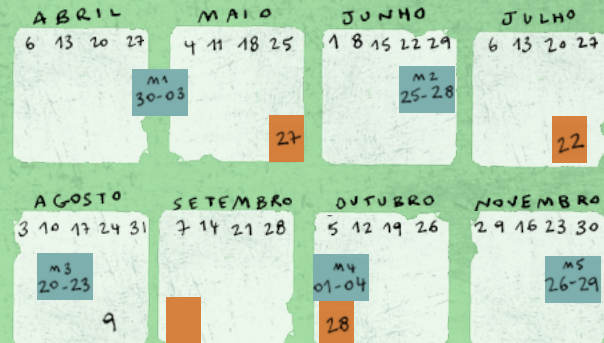 ABRIL
MAIO
JUNHO
JULHO
6 13 20 27
4 11 18 25
1 8 15 22 29
6 13 20 27
M1
30-03
M2
25-28
27
22
AGOSTO
SETEMBRO
OUTUBRO
NOVEMBRO
3 10 17 24 31
7 14 21 28
5 12 19 26
2 9 16 23 30
M3
20-23
M4
01-04
M5
26-29
9
28